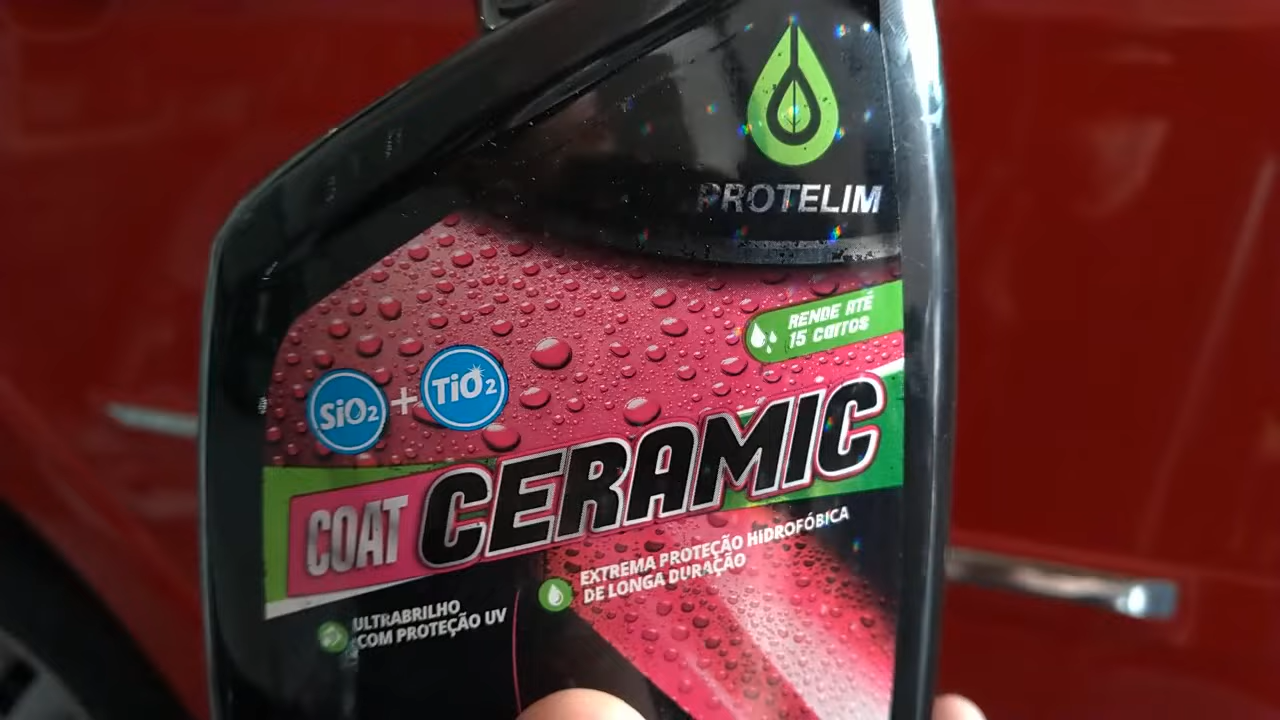 PROTELIM
RENDE ATÉ
15 carros
SiO2 + TiO2
COAT CERAMIC
EXTREMA PROTEÇÃO HIDROFÓBICA
DE LONGA DURAÇÃO
ULTRABRILHO
COM PROTEÇÃO UV